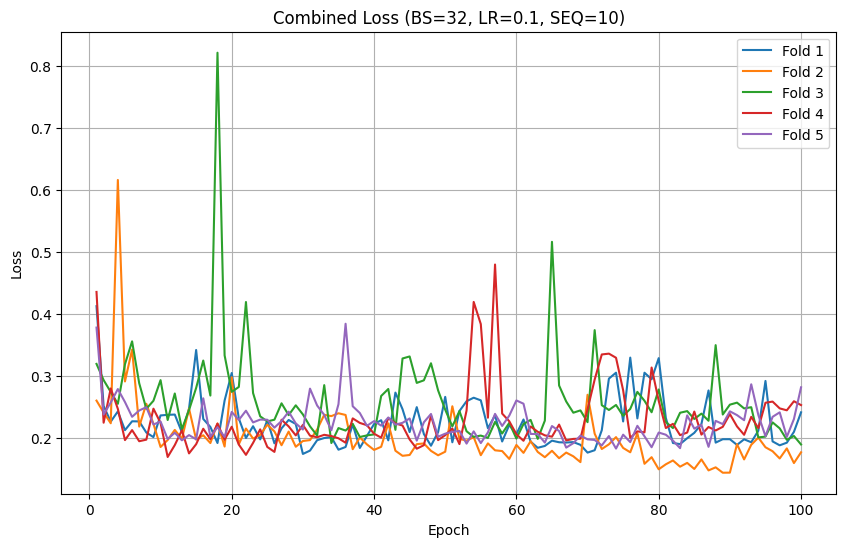 Combined Loss (BS=32, LR=0.1, SEQ=10)
Fold 1
Fold 2
Fold 3
Fold 4
Fold 5
0.8
0.7
0.6
0.5
0.4
0.3
0.2
Loss
0 20 40 60 80 100
Epoch